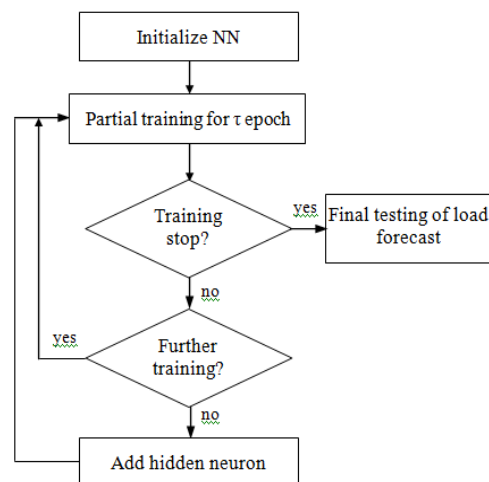 Initialize NN
Partial training for τ epoch
Training
stop?
yes
Final testing of load
forecast
no
yes
Further
training?
no
Add hidden neuron